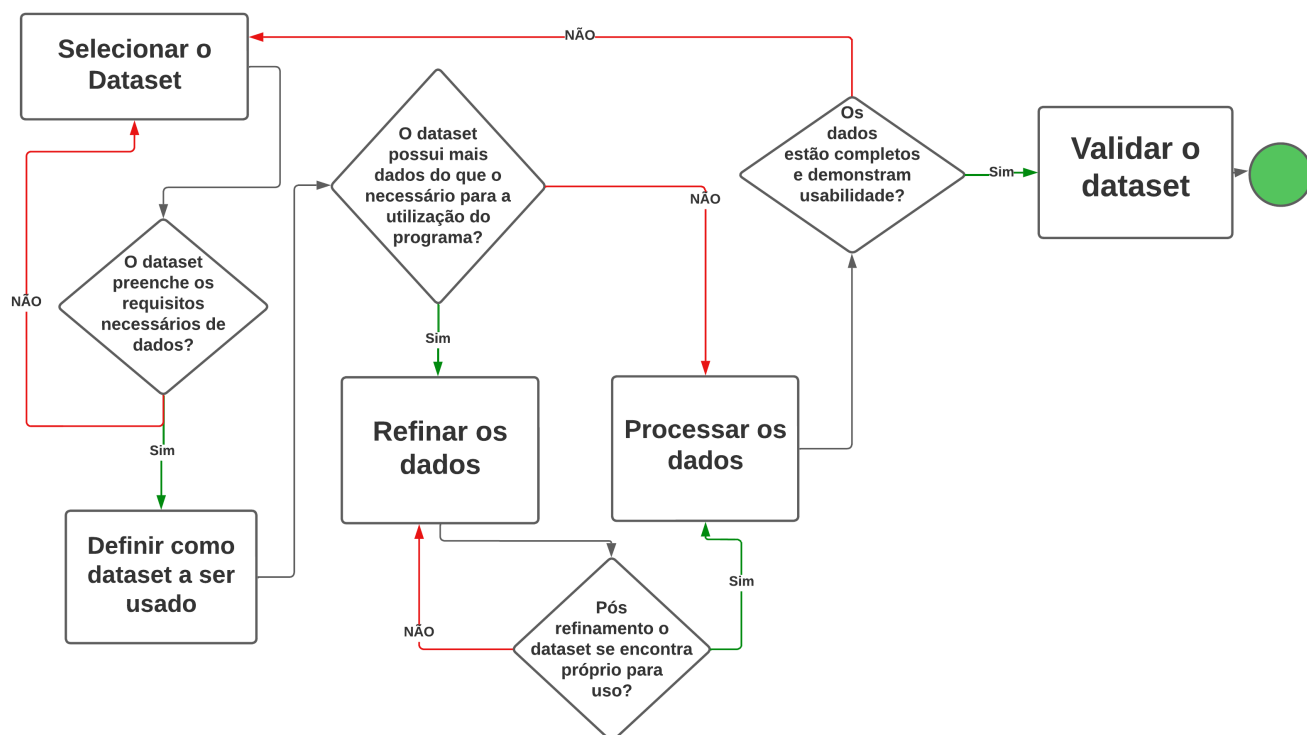 Selecionar o
Dataset
NÃO
O dataset
preenche os
requisitos
necessários de
dados?
NÃO
Sim
Definir como
dataset a ser
usado
O dataset
possui mais
dados do que o
necessário para a
utilização do
programa?
NÃO
Sim
Refinar os
dados
Pós
refinamento o
dataset se encontra
próprio para
uso?
NÃO
Sim
Processar os
dados
Os
dados
estão completos
e demonstram
usabilidade?
Sim
Validar o
dataset